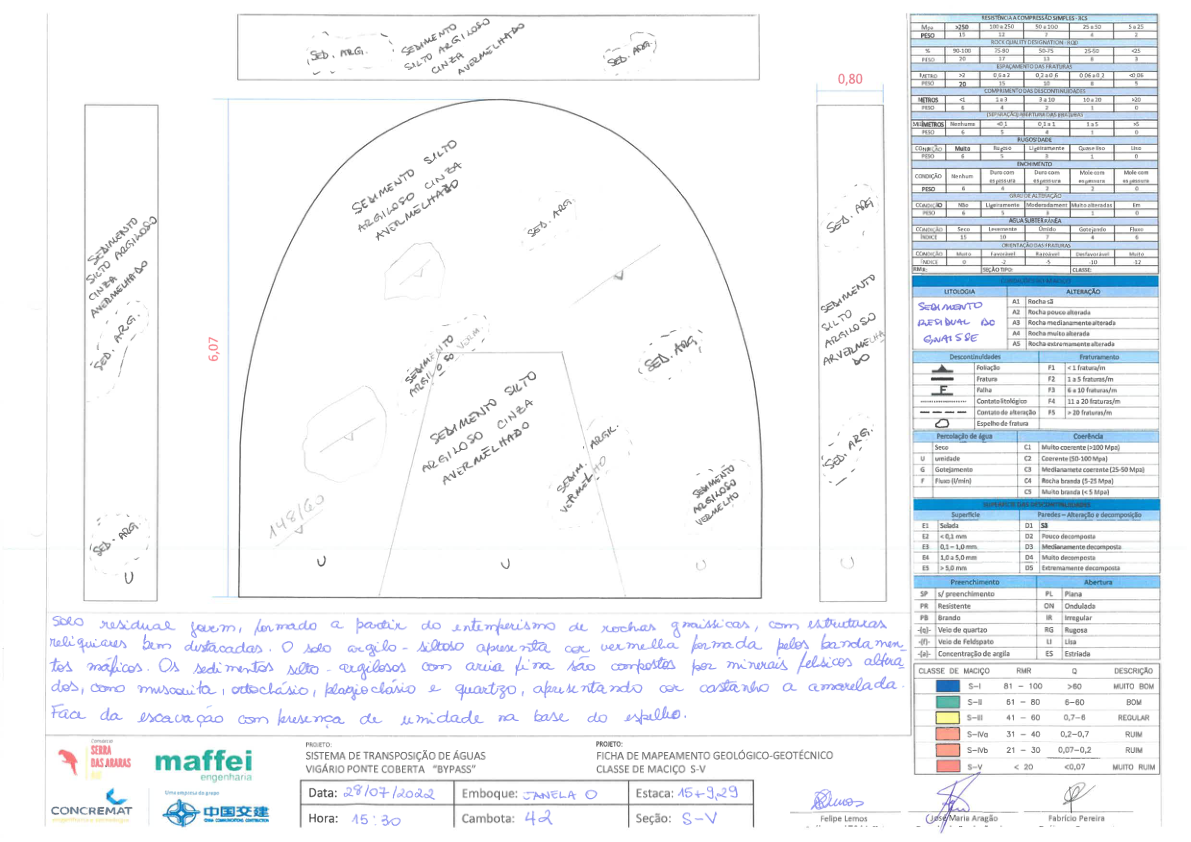 SED. ARG.
SEDIMENTO
SILTO ARGILOSO
CINZA
AVERMELHADO
SED. ARG.
0,80
6,07
SEDIMENTO
SILTO ARGILOSO
CINZA
AVERMELHADO
SED. ARG.
SED. ARG
U
SEDIMENTO SILTO
ARGILOSO CINZA
AVERMELHADO
SED. ARG.
SEDIMENTO
ARGILOSO VERM
SED. ARG,
SEDIMENTO SILTO
ARGILOSO CINZA
AVERMELHADO
SEDIM. ARGIL.
VERMELHO
SEDIMENTO
ARGILOSO
VERMELHO
148/60
U
U
U
SED. ARG.
SEDIMENTO
SILTO
ARGILOSO
ARVERMELHA
DO
SED. ARG.
U
Solo residual jovem, formado a partir do entemperismo de rochas gnaissicas, com estruturas
reliquiares bem destacadas. O solo argilo-siltoso apresenta cor vermelha formada pelos bandamen-
tos máficos. Os sedimentos silto-argilosos com areia fina são compostos por minerais felsicos altera-
dos, como muscovita, ortoclásio, plagioclásio e quartzo, apresentando cor castanho a amarelada.
Face da escavação com presença de umidade na base do espelho.
RESISTÊNCIA A COMPRESSÃO SIMPLES - RCS
Mpa >250 100 a 250 50 a 100 25 a 50 5 a 25
PESO 15 12 7 4 2
ROCK QUALITY DESIGNATION - RQD
% 90-100 75-90 50-75 25-50 <25
PESO 20 17 13 8 3
ESPAÇAMENTO DAS FRATURAS
METRO >2 0,6 a 2 0,2 a 0,6 0,06 a 0,2 <0,06
PESO 20 15 10 8 5
COMPRIMENTO DAS DESCONTINUIDADES
METROS <1 1 a 3 3 a 10 10 a 20 >20
PESO 6 4 2 1 0
(SEPARAÇÃO) ABERTURA DAS FRATURAS
MILÍMETROS Nenhuma <0,1 0,1 a 1 1 a 5 >5
PESO 6 5 4 1 0
RUGOSIDADE
CONDIÇÃO Muito Rugoso Ligeiramente Quase liso Liso
PESO 6 5 3 1 0
ENCHIMENTO
CONDIÇÃO Nenhum Duro com espessura Duro com espessura Mole com espessura Mole com espessura
PESO 6 4 2 2 0
GRAU DE ALTERAÇÃO
CONDIÇÃO Não Ligeiramente Moderadament Muito alteradas Em
PESO 6 5 3 1 0
ÁGUA SUBTERRÂNEA
CONDIÇÃO Seco Levemente Úmido Gotejando Fluxo
ÍNDICE 15 10 7 4 0
ORIENTAÇÃO DAS FRATURAS
CONDIÇÃO Muito Favorável Razoável Desfavorável Muito
ÍNDICE 0 -2 -5 -10 -12
RMR: SEÇÃO TIPO: CLASSE:
LITOLOGIA ALTERAÇÃO
SEDIMENTO
RESIDUAL DO
GNAISSE
A1 Rocha sã
A2 Rocha pouco alterada
A3 Rocha medianamente alterada
A4 Rocha muito alterada
A5 Rocha extremamente alterada
Descontinuidades Fraturamento
Foliação F1 < 1 fratura/m
Fratura F2 1 a 5 fraturas/m
F Falha F3 6 a 10 fraturas/m
Contato litológico F4 11 a 20 fraturas/m
Contato de alteração F5 > 20 fraturas/m
Espelho de fratura
Percolação de água Coerência
Seco C1 Muito coerente (>100 Mpa)
U umidade C2 Coerente (50-100 Mpa)
G Gotejamento C3 Medianamete coerente (25-50 Mpa)
F Fluxo (l/min) C4 Rocha branda (5-25 Mpa)
C5 Muito branda (< 5 Mpa)
Superfície Paredes – Alteração e decomposição
E1 Selada D1 Sã
E2 < 0,1 mm D2 Pouco decomposta
E3 0,1 – 1,0 mm D3 Medianamente decomposta
E4 1,0 a 5,0 mm D4 Muito decomposta
E5 > 5,0 mm D5 Extremamente decomposta
Preenchimento Abertura
SP s/ preenchimento PL Plana
PR Resistente ON Ondulada
PB Brando IR Irregular
-(q)- Veio de quartzo RG Rugosa
-(f)- Veio de Feldspato LI Lisa
-(a)- Concentração de argila ES Estriada
CLASSE DE MACIÇO RMR Q DESCRIÇÃO
S-I 81 – 100 >60 MUITO BOM
S-II 61 – 80 6-60 BOM
S-III 41 – 60 0,7-6 REGULAR
S-IVa 31 – 40 0,2-0,7 RUIM
S-IVb 21 – 30 0,07-0,2 RUIM
S-V < 20 <0,07 MUITO RUIM
SERRA
DAS ARARAS
maffei
engenharia
CONCREMAT
中国交建
PROJETO:
SISTEMA DE TRANSPOSIÇÃO DE ÁGUAS
VIGÁRIO PONTE COBERTA "BYPASS"
PROJETO:
FICHA DE MAPEAMENTO GEOLÓGICO-GEOTÉCNICO
CLASSE DE MACIÇO S-V
Data: 28/07/2022 Emboque: JANELA O Estaca: 15+9,29
Hora: 15:30 Cambota: 42 Seção: S-V
Felipe Lemos
José Maria Aragão
Fabrício Pereira